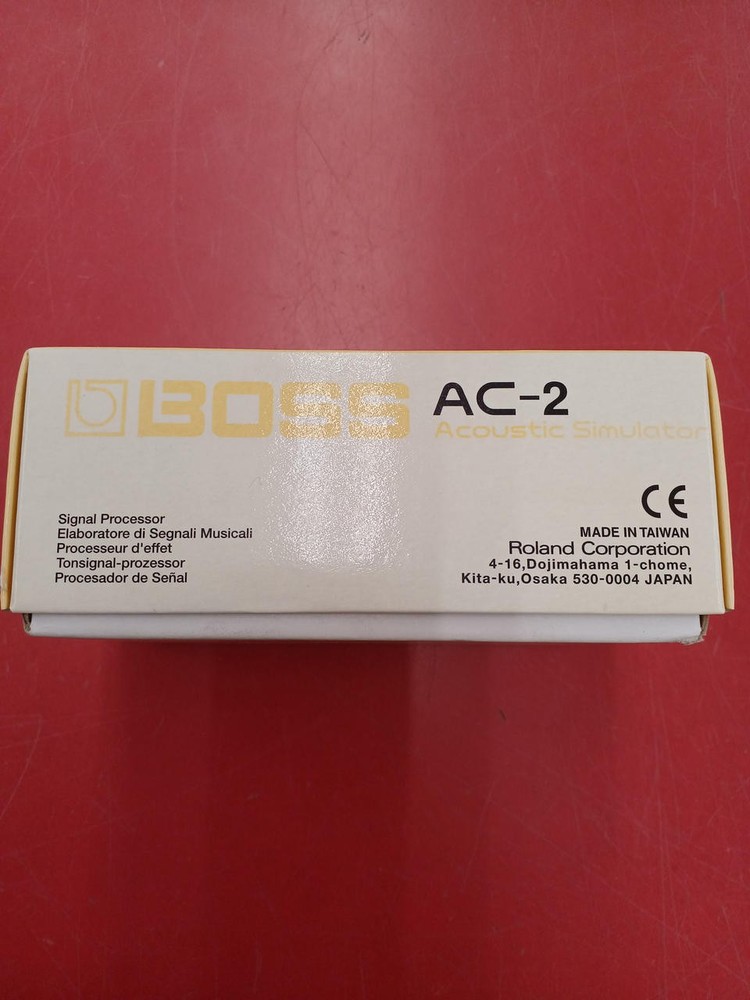 BOSS AC-2
Acoustic Simulator
CE
Signal Processor
Elaboratore di Segnali Musicali
Processeur d'effet
Tonsignal-prozessor
Procesador de Señal
MADE IN TAIWAN
Roland Corporation
4-16,Dojimahama 1-chome,
Kita-ku,Osaka 530-0004 JAPAN